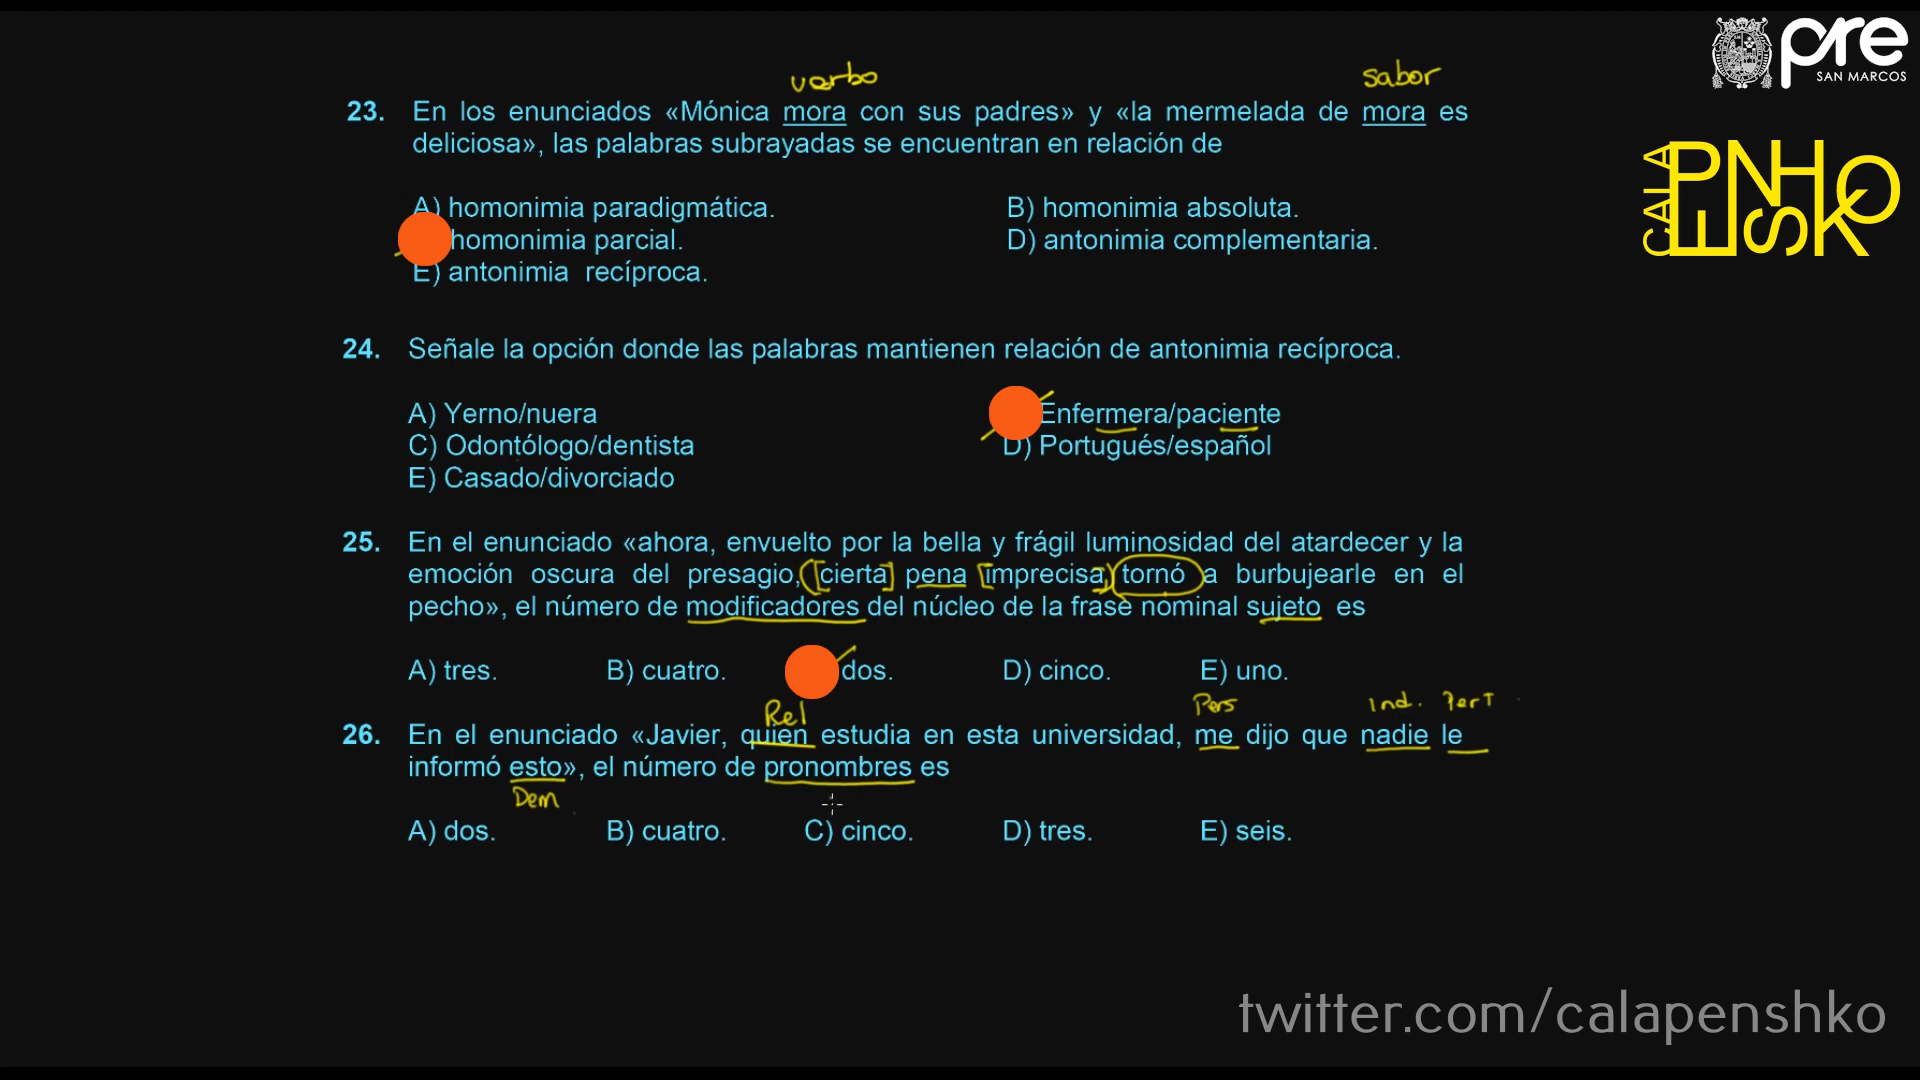 pre
SAN MARCOS
CALA
PENSHKO
verbo
sabor
23. En los enunciados «Mónica mora con sus padres» y «la mermelada de mora es
deliciosa», las palabras subrayadas se encuentran en relación de
A) homonimia paradigmática. B) homonimia absoluta.
homonimia parcial. D) antonimia complementaria.
E) antonimia recíproca.
24. Señale la opción donde las palabras mantienen relación de antonimia recíproca.
A) Yerno/nuera Enfermera/paciente
C) Odontólogo/dentista D) Portugués/español
E) Casado/divorciado
25. En el enunciado «ahora, envuelto por la bella y frágil luminosidad del atardecer y la
emoción oscura del presagio, cierta pena imprecisa, tornó a burbujearle en el
pecho», el número de modificadores del núcleo de la frase nominal sujeto es
A) tres. B) cuatro. dos. D) cinco. E) uno.
Rel Pers Ind. Pers
26. En el enunciado «Javier, quien estudia en esta universidad, me dijo que nadie le
informó esto», el número de pronombres es
Dem
A) dos. B) cuatro. C) cinco. D) tres. E) seis.
twitter.com/calapenshko